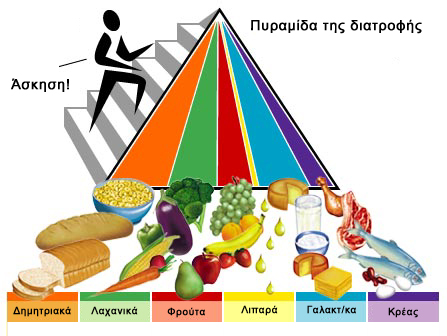 Πυραμίδα της διατροφής
Άσκηση!
Δημητριακά
Λαχανικά
Φρούτα
Λιπαρά
Γαλακτ/κα
Κρέας